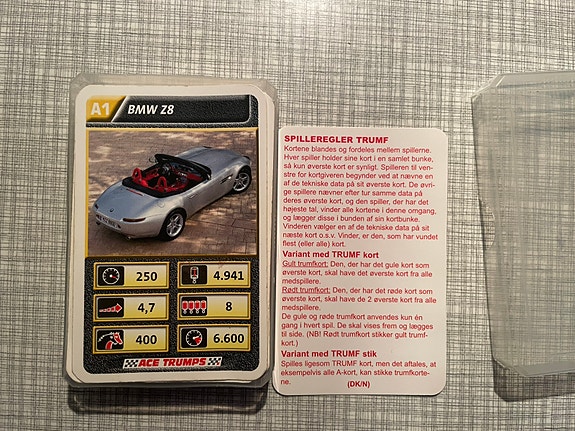 A1 BMW Z8
250 4.941
4,7 8
400 6.600
ACE TRUMPS
SPILLEREGLER TRUMF
Kortene blandes og fordeles mellem spillerne.
Hver spiller holder sine kort i en samlet bunke,
så kun øverste kort er synligt. Spilleren til ven-
stre for kortgiveren begynder ved at nævne en
af de tekniske data på sit øverste kort. De øvri-
ge spillere nævner efter tur samme data på
deres øverste kort, og den spiller, der har det
højeste tal, vinder alle kortene i denne omgang,
og lægger disse i bunden af sin kortbunke.
Vinderen vælger en af de tekniske data på sit
næste kort o.s.v. Vinder, er den, som har vundet
flest (eller alle) kort.
Variant med TRUMF kort
Gult trumfkort: Den, der har det gule kort som
øverste kort, skal have det øverste kort fra alle
medspillere.
Rødt trumfkort: Den, der har det røde kort som
øverste kort, skal have de 2 øverste kort fra alle
medspillere.
De gule og røde trumfkort anvendes kun én
gang i hvert spil. De skal vises frem og lægges
til side. (NB! Rødt trumfkort stikker gult trumf-
kort.)
Variant med TRUMF stik
Spilles ligesom TRUMF kort, men det aftales, at
eksempelvis alle A-kort, kan stikke trumfkorte-
ne. (DK/N)